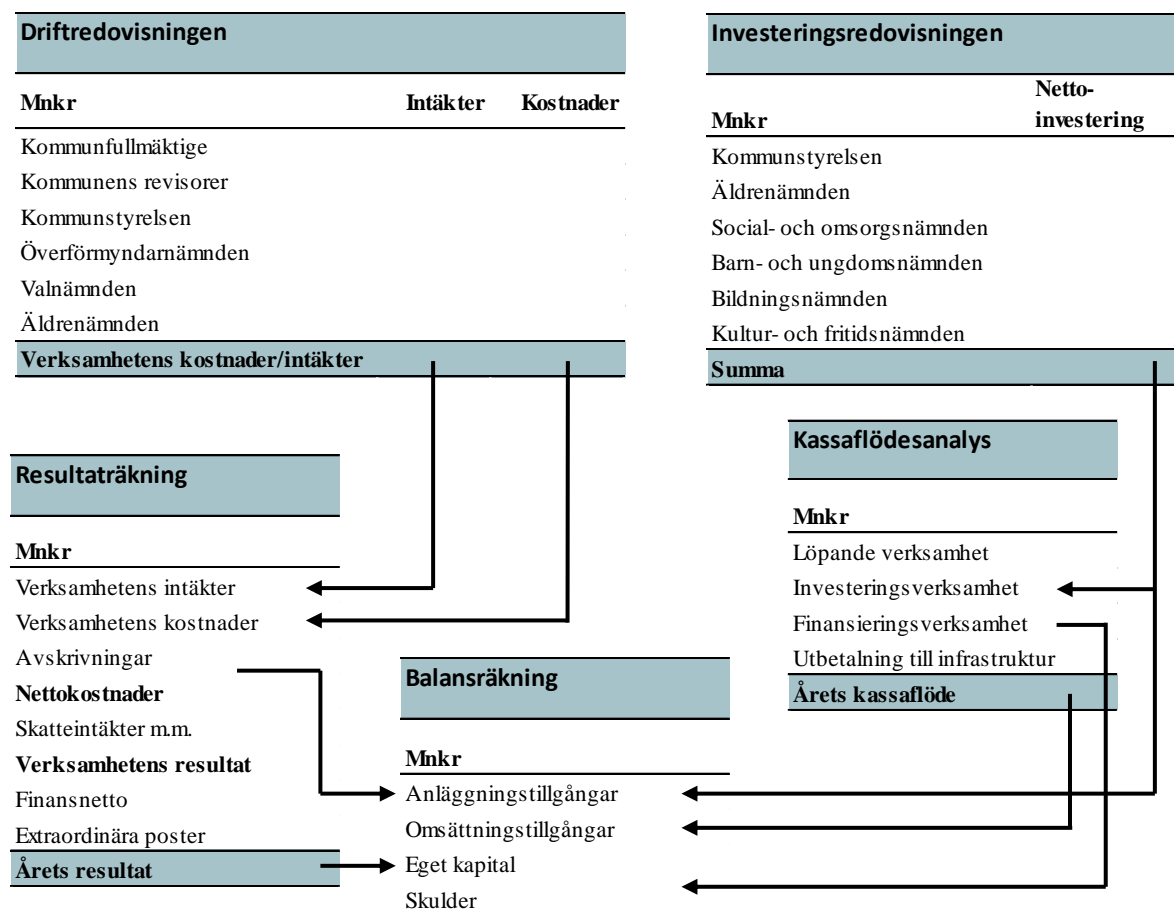 Driftredovisningen
Mnkr Intäkter Kostnader
Kommunfullmäktige
Kommunens revisorer
Kommunstyrelsen
Överförmyndarnämnden
Valnämnden
Äldrenämnden
Verksamhetens kostnader/intäkter
Investeringsredovisningen
Netto-
Mnkr investering
Kommunstyrelsen
Äldrenämnden
Social- och omsorgsnämnden
Barn- och ungdomsnämnden
Bildningsnämnden
Kultur- och fritidsnämnden
Summa
Resultaträkning
Mnkr
Verksamhetens intäkter
Verksamhetens kostnader
Avskrivningar
Nettokostnader
Skatteintäkter m.m.
Verksamhetens resultat
Finansnetto
Extraordinära poster
Årets resultat
Balansräkning
Mnkr
Anläggningstillgångar
Omsättningstillgångar
Eget kapital
Skulder
Kassaflödesanalys
Mnkr
Löpande verksamhet
Investeringsverksamhet
Finansieringsverksamhet
Utbetalning till infrastruktur
Årets kassaflöde